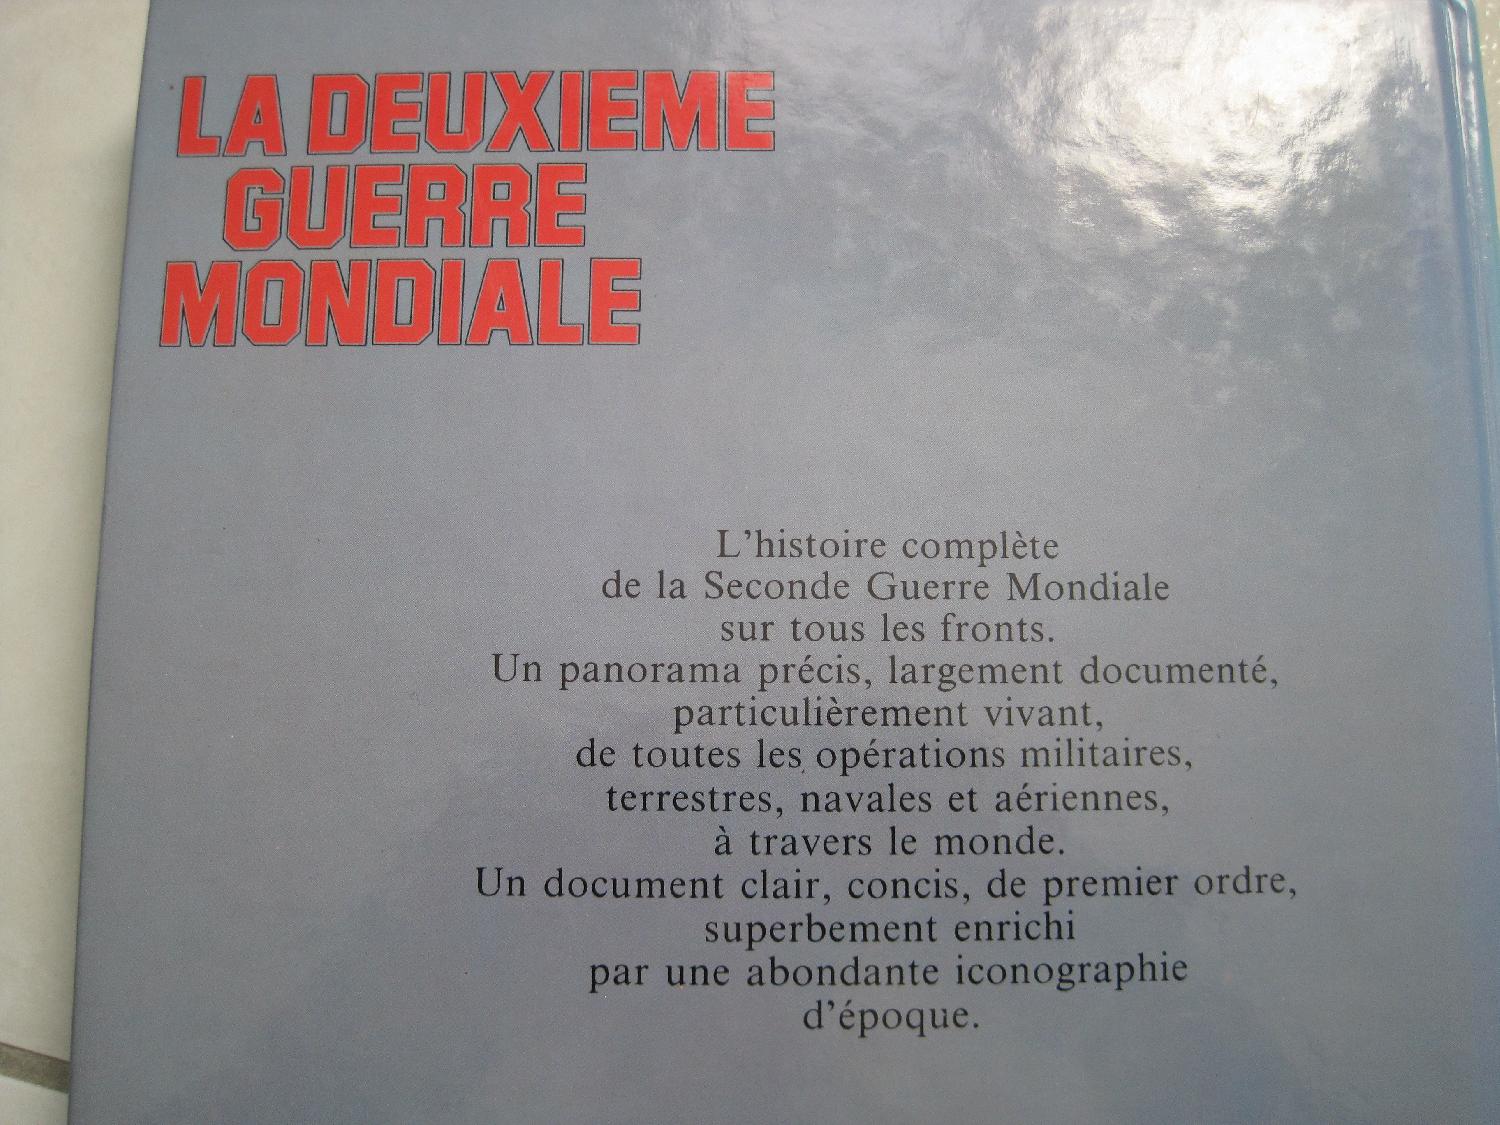 LA DEUXIEME
GUERRE
MONDIALE
L'histoire complète
de la Seconde Guerre Mondiale
sur tous les fronts.
Un panorama précis, largement documenté,
particulièrement vivant,
de toutes les opérations militaires,
terrestres, navales et aériennes,
à travers le monde.
Un document clair, concis, de premier ordre,
superbement enrichi
par une abondante iconographie
d'époque.